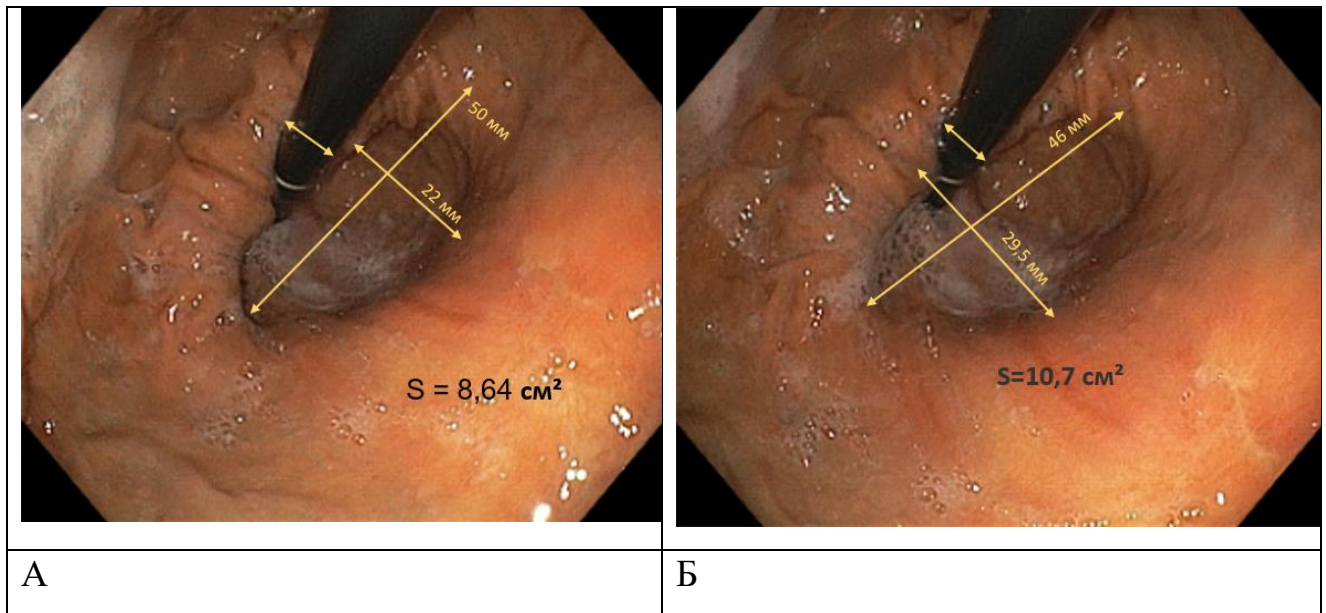 50 мм
22 мм
S = 8,64 см²
46 мм
29,5 мм
S=10,7 см²
А
Б